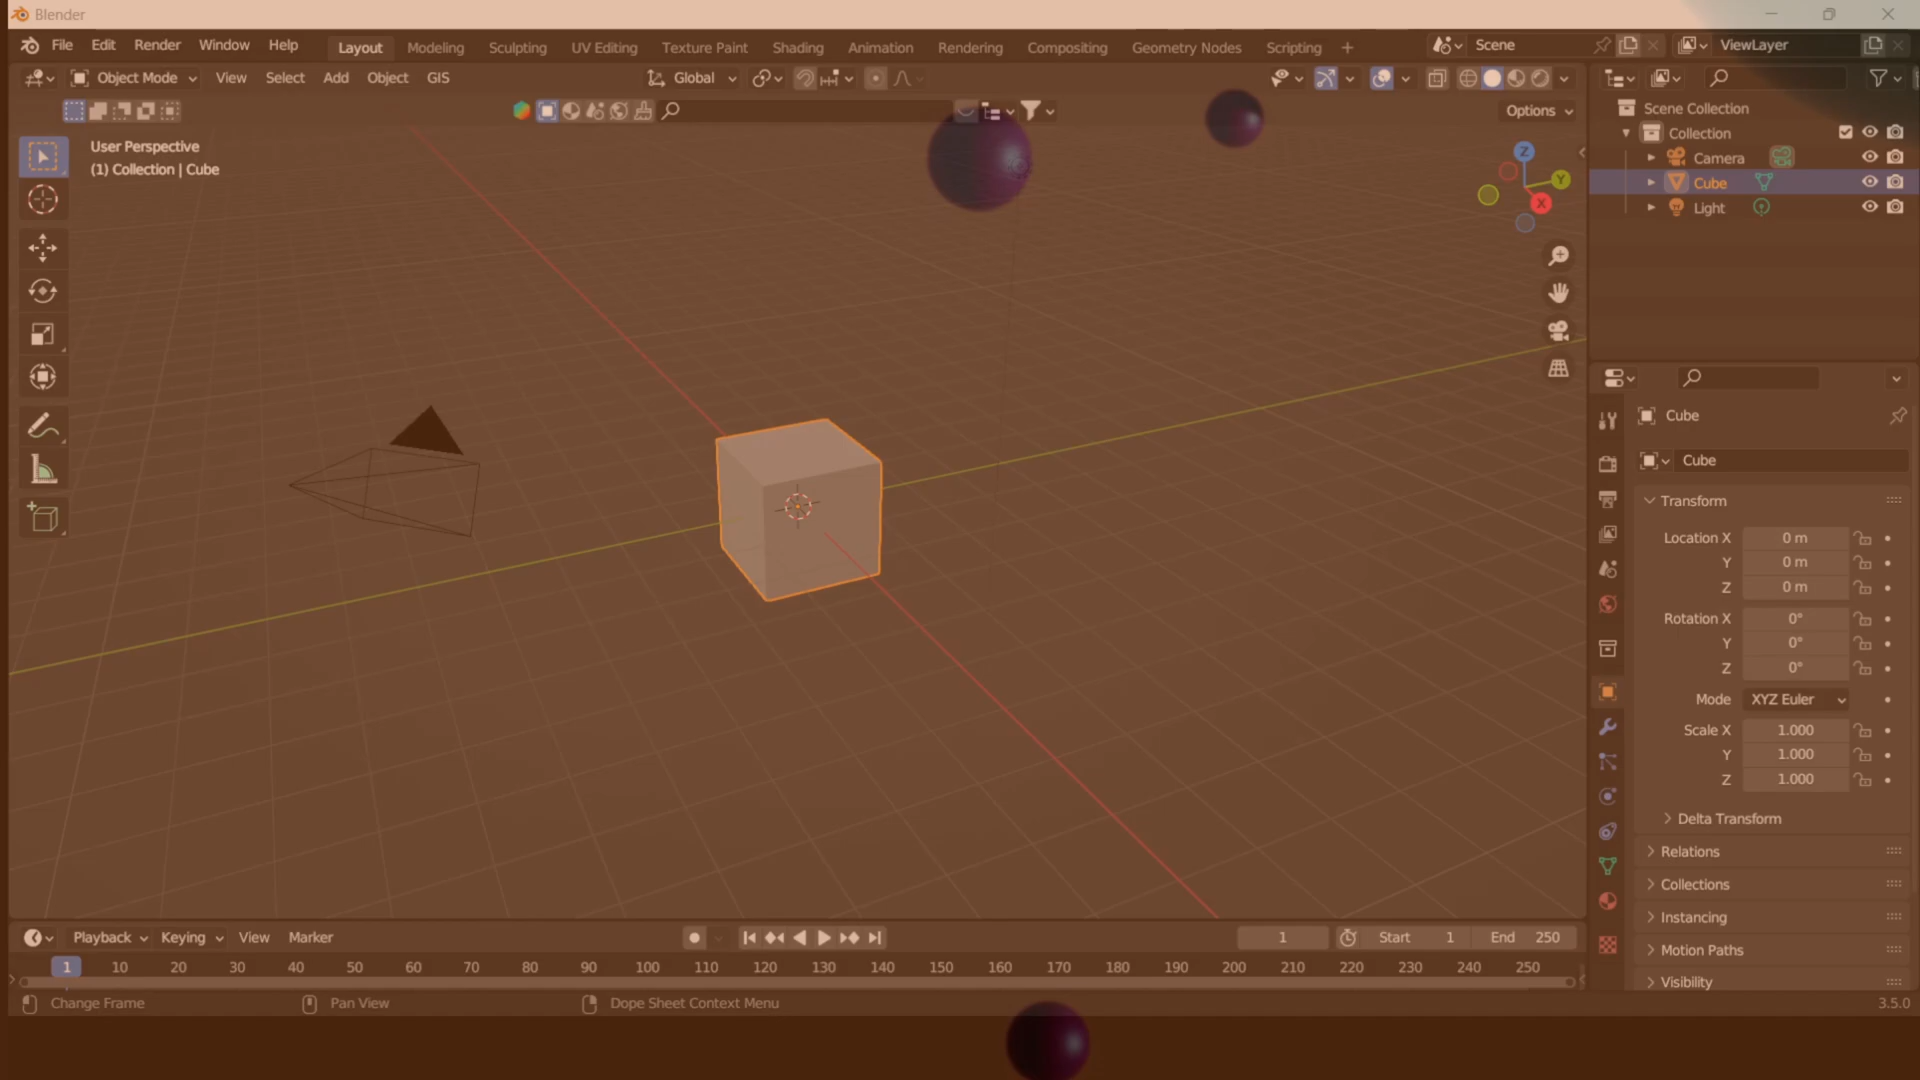 Blender
File Edit Render Window Help Layout Modeling Sculpting UV Editing Texture Paint Shading Animation Rendering Compositing Geometry Nodes Scripting + Scene ViewLayer
Object Mode View Select Add Object GIS Global
Options
User Perspective
(1) Collection | Cube
Z
Y
X
Scene Collection
Collection
Camera
Cube
Light
Cube
Cube
Transform
Location X 0 m
Y 0 m
Z 0 m
Rotation X 0°
Y 0°
Z 0°
Mode XYZ Euler
Scale X 1.000
Y 1.000
Z 1.000
Delta Transform
Relations
Collections
Instancing
Motion Paths
Visibility
Playback Keying View Marker 1 Start 1 End 250
1 10 20 30 40 50 60 70 80 90 100 110 120 130 140 150 160 170 180 190 200 210 220 230 240 250
Change Frame Pan View Dope Sheet Context Menu 3.5.0